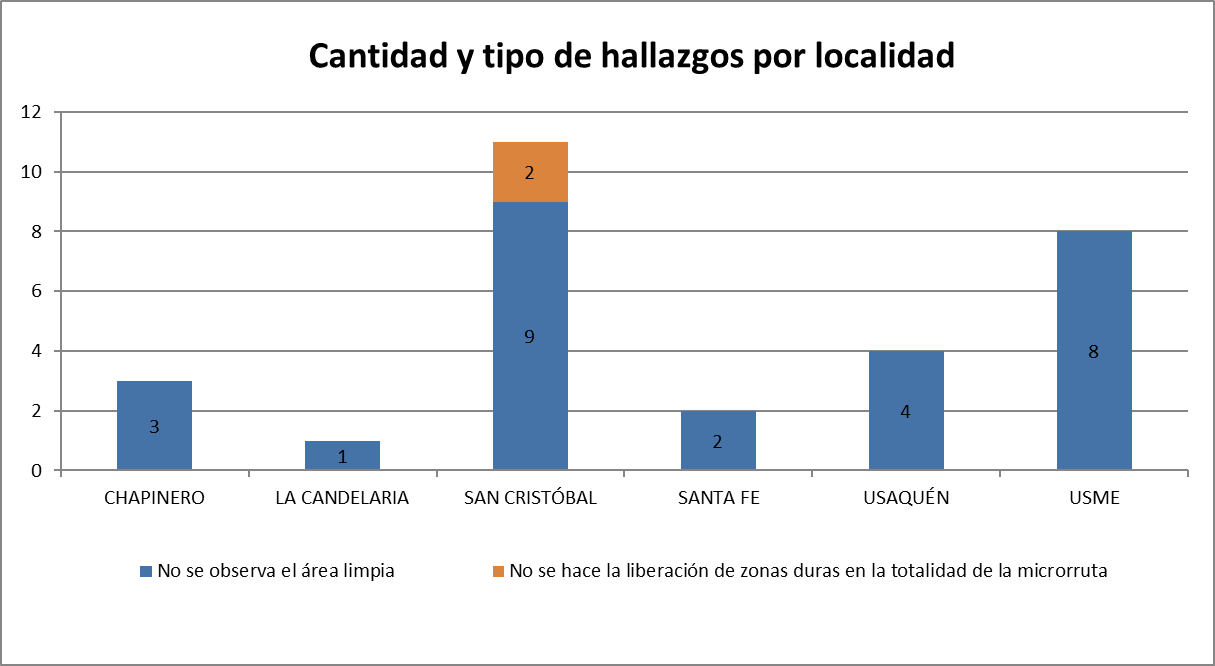 Cantidad y tipo de hallazgos por localidad
12
10
8
6
4
2
0
3
1
9
2
2
4
8
CHAPINERO
LA CANDELARIA
SAN CRISTÓBAL
SANTA FE
USAQUÉN
USME
No se observa el área limpia
No se hace la liberación de zonas duras en la totalidad de la microrruta